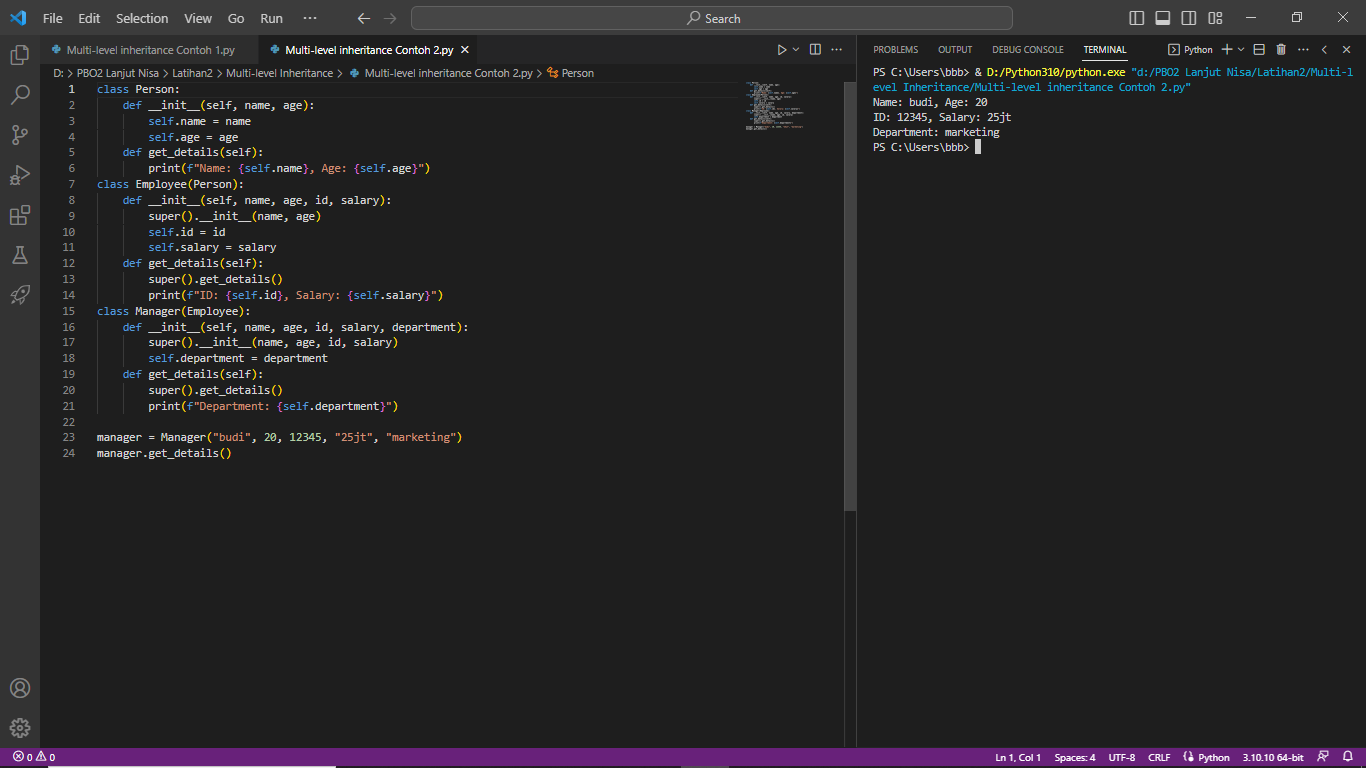 File Edit Selection View Go Run ··· Search
Multi-level inheritance Contoh 1.py Multi-level inheritance Contoh 2.py
D: > PBO2 Lanjut Nisa > Latihan2 > Multi-level Inheritance > Multi-level inheritance Contoh 2.py > Person
1 class Person:
2     def __init__(self, name, age):
3         self.name = name
4         self.age = age
5     def get_details(self):
6         print(f"Name: {self.name}, Age: {self.age}")
7 class Employee(Person):
8     def __init__(self, name, age, id, salary):
9         super().__init__(name, age)
10         self.id = id
11         self.salary = salary
12     def get_details(self):
13         super().get_details()
14         print(f"ID: {self.id}, Salary: {self.salary}")
15 class Manager(Employee):
16     def __init__(self, name, age, id, salary, department):
17         super().__init__(name, age, id, salary)
18         self.department = department
19     def get_details(self):
20         super().get_details()
21         print(f"Department: {self.department}")
22
23 manager = Manager("budi", 20, 12345, "25jt", "marketing")
24 manager.get_details()
PROBLEMS OUTPUT DEBUG CONSOLE TERMINAL Python
PS C:\Users\bbb> & D:/Python310/python.exe "d:/PBO2 Lanjut Nisa/Latihan2/Multi-l
evel Inheritance/Multi-level inheritance Contoh 2.py"
Name: budi, Age: 20
ID: 12345, Salary: 25jt
Department: marketing
PS C:\Users\bbb>
0 0 Ln 1, Col 1 Spaces: 4 UTF-8 CRLF Python 3.10.10 64-bit